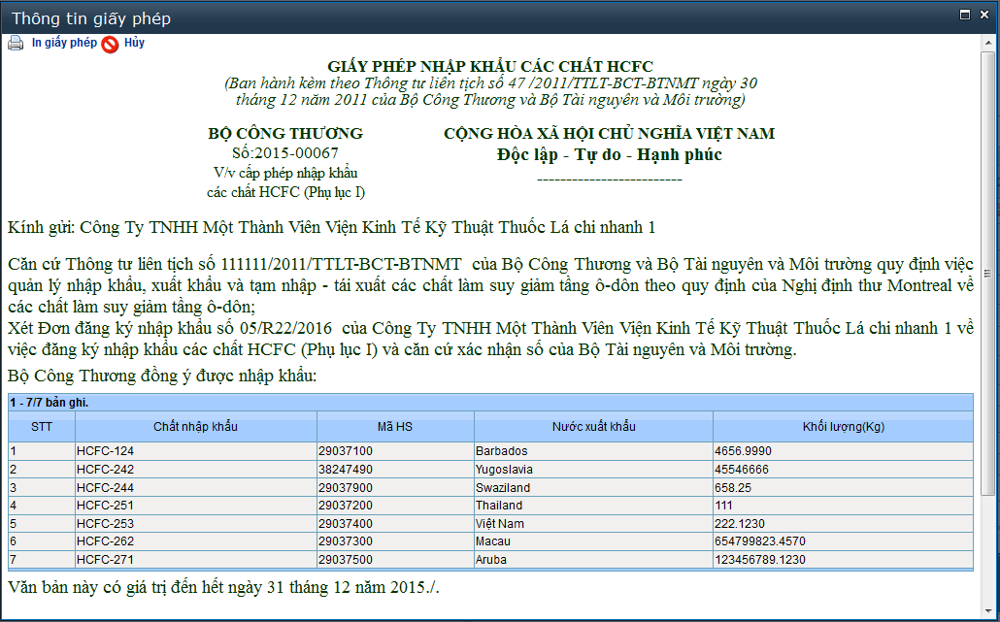 Thông tin giấy phép
In giấy phép Hủy
GIẤY PHÉP NHẬP KHẨU CÁC CHẤT HCFC
(Ban hành kèm theo Thông tư liên tịch số 47 /2011/TTLT-BCT-BTNMT ngày 30
tháng 12 năm 2011 của Bộ Công Thương và Bộ Tài nguyên và Môi trường)
BỘ CÔNG THƯƠNG
Số:2015-00067
V/v cấp phép nhập khẩu
các chất HCFC (Phụ lục I)
CỘNG HÒA XÃ HỘI CHỦ NGHĨA VIỆT NAM
Độc lập - Tự do - Hạnh phúc
-------------------------
Kính gửi: Công Ty TNHH Một Thành Viên Viện Kinh Tế Kỹ Thuật Thuốc Lá chi nhanh 1
Căn cứ Thông tư liên tịch số 111111/2011/TTLT-BCT-BTNMT của Bộ Công Thương và Bộ Tài nguyên và Môi trường quy định việc
quản lý nhập khẩu, xuất khẩu và tạm nhập - tái xuất các chất làm suy giảm tầng ô-dôn theo quy định của Nghị định thư Montreal về
các chất làm suy giảm tầng ô-dôn;
Xét Đơn đăng ký nhập khẩu số 05/R22/2016 của Công Ty TNHH Một Thành Viên Viện Kinh Tế Kỹ Thuật Thuốc Lá chi nhanh 1 về
việc đăng ký nhập khẩu các chất HCFC (Phụ lục I) và căn cứ xác nhận số của Bộ Tài nguyên và Môi trường.
Bộ Công Thương đồng ý được nhập khẩu:
1 - 7/7 bản ghi.
STT Chất nhập khẩu Mã HS Nước xuất khẩu Khối lượng(Kg)
1 HCFC-124 29037100 Barbados 4656.9990
2 HCFC-242 38247490 Yugoslavia 45546666
3 HCFC-244 29037900 Swaziland 658.25
4 HCFC-251 29037200 Thailand 111
5 HCFC-253 29037400 Việt Nam 222.1230
6 HCFC-262 29037300 Macau 654799823.4570
7 HCFC-271 29037500 Aruba 123456789.1230
Văn bản này có giá trị đến hết ngày 31 tháng 12 năm 2015./.